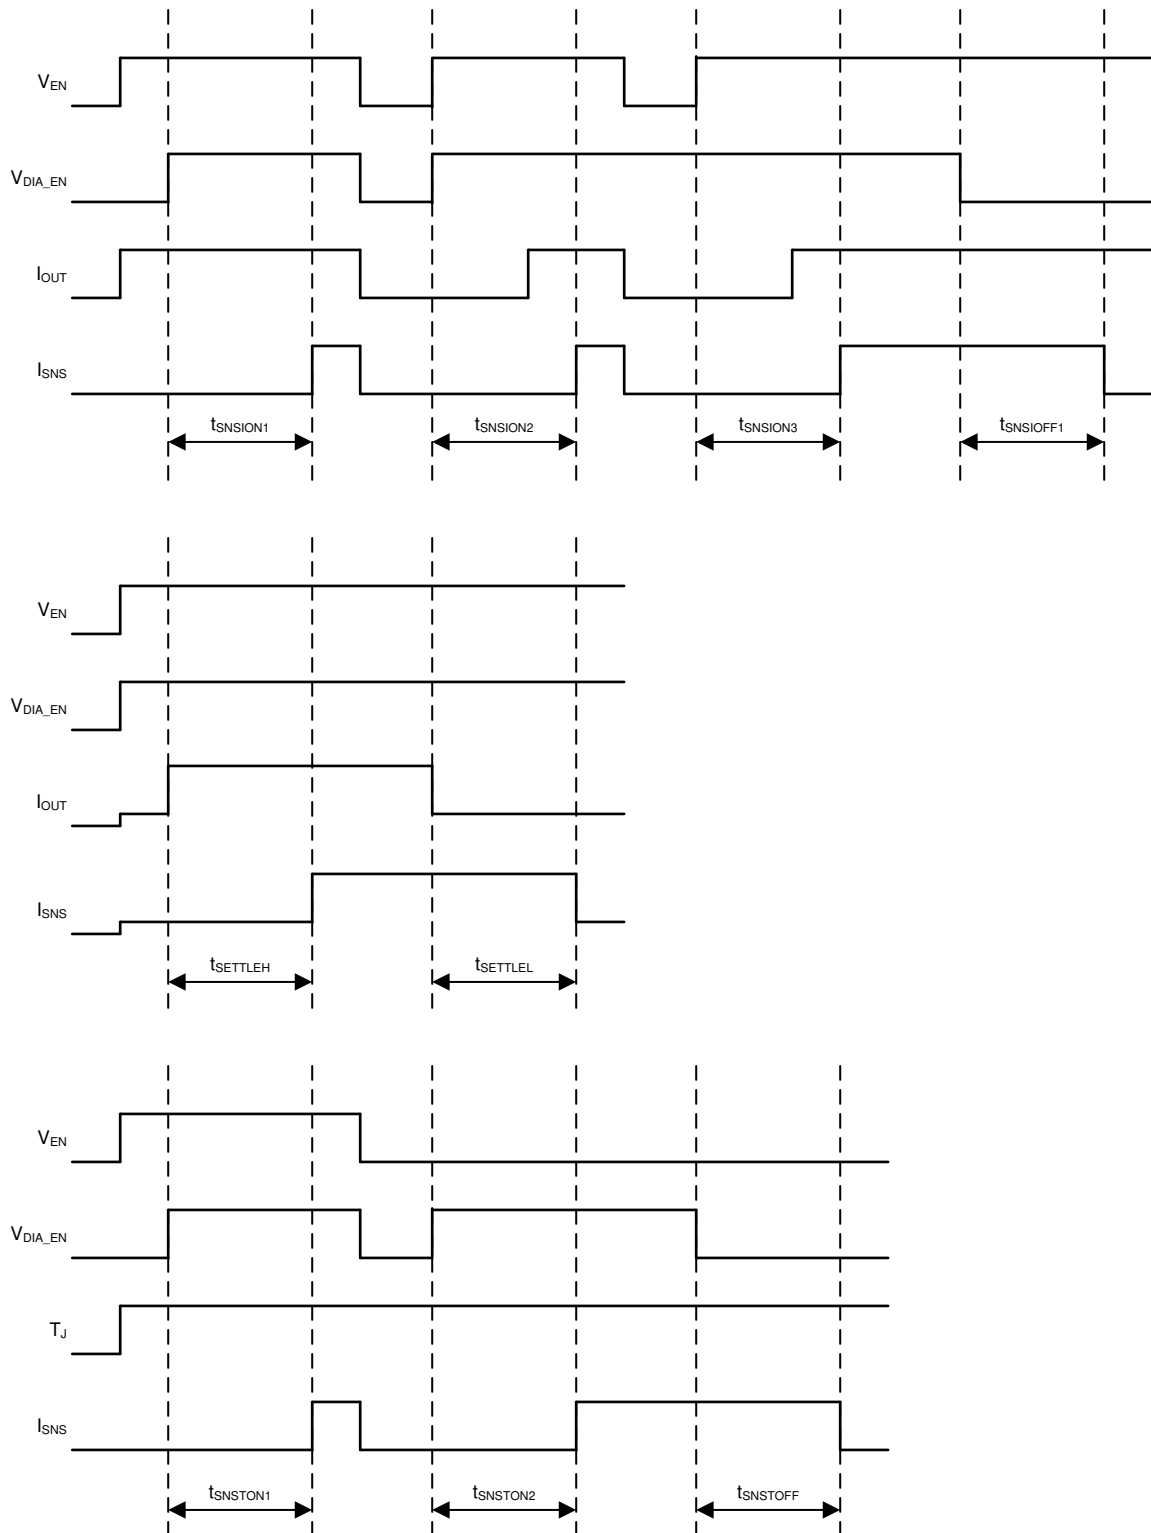 VEN
VDIA_EN
IOUT
ISNS
tSNSION1 tSNSION2 tSNSION3 tSNSIOFF1
VEN
VDIA_EN
IOUT
ISNS
tSETTLEH tSETTLEL
VEN
VDIA_EN
TJ
ISNS
tSNSTON1 tSNSTON2 tSNSTOFF